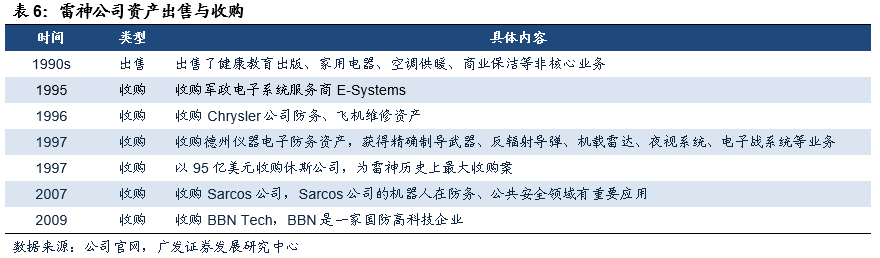 表 6：雷神公司资产出售与收购
时间 类型 具体内容
1990s 出售 出售了健康教育出版、家用电器、空调供暖、商业保洁等非核心业务
1995 收购 收购军政电子系统服务商 E-Systems
1996 收购 收购 Chrysler 公司防务、飞机维修资产
1997 收购 收购德州仪器电子防务资产，获得精确制导武器、反辐射导弹、机载雷达、夜视系统、电子战系统等业务
1997 收购 以 95 亿美元收购休斯公司，为雷神历史上最大收购案
2007 收购 收购 Sarcos 公司，Sarcos 公司的机器人在防务、公共安全领域有重要应用
2009 收购 收购 BBN Tech，BBN 是一家国防高科技企业
数据来源：公司官网，广发证券发展研究中心